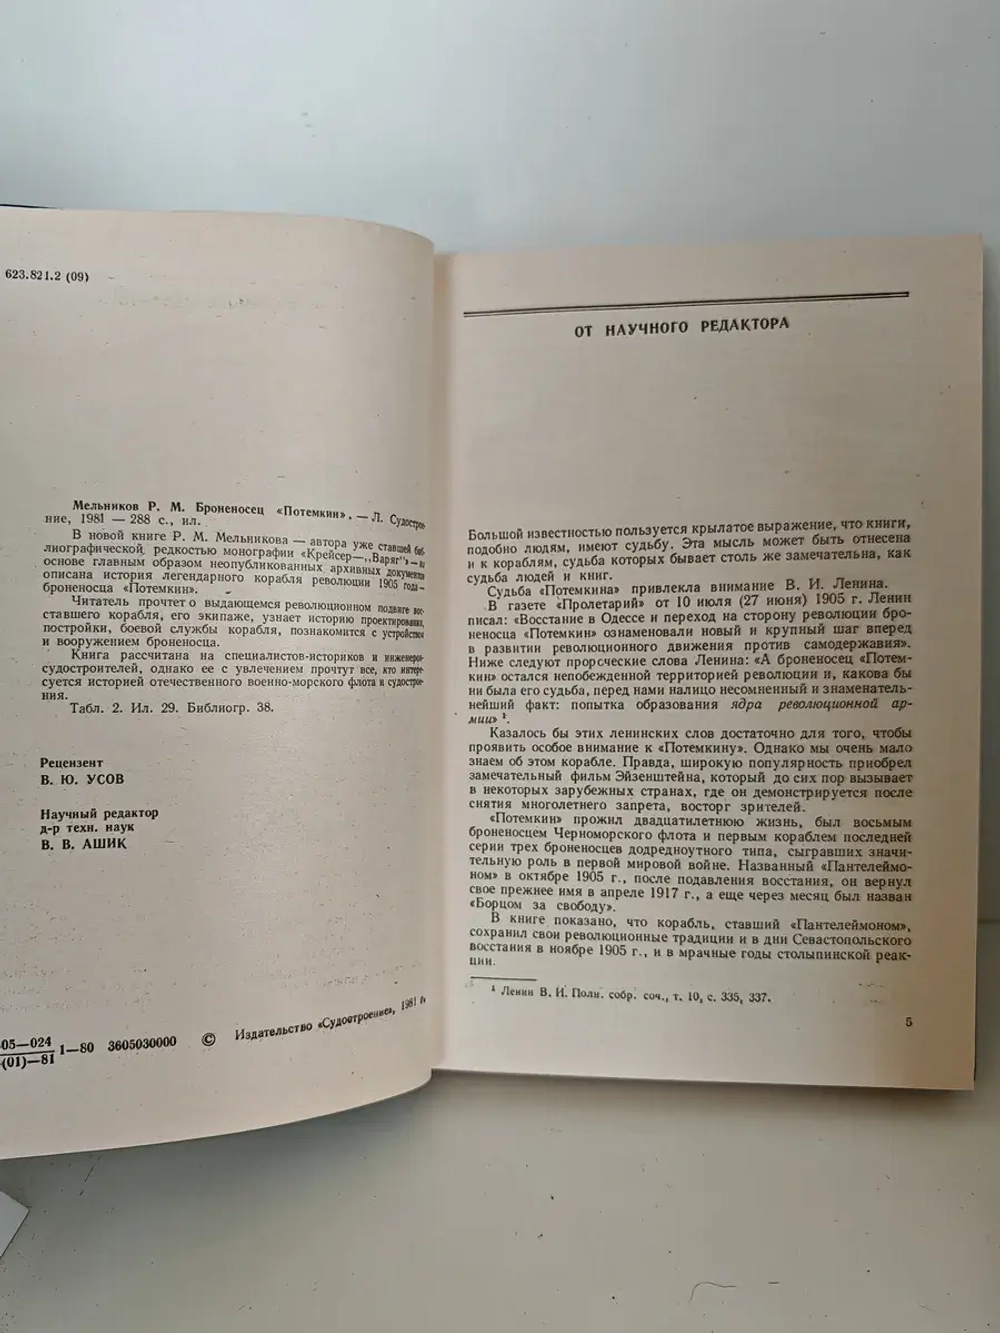 623.821.2 (09)
Мельников Р. М. Броненосец «Потемкин». — Л. Судострое
ние, 1981 — 288 с., ил.
В новой книге Р. М. Мельникова — автора уже ставшей биб
лиографической редкостью монографии «Крейсер—„Варяг"» — на
основе главным образом неопубликованных архивных документов
описана история легендарного корабля революции 1905 года—
броненосца «Потемкин».
Читатель прочтет о выдающемся революционном подвиге вос
ставшего корабля, его экипаже, узнает историю проектирования,
постройки, боевой службы корабля, познакомится с устройством
и вооружением броненосца.
Книга рассчитана на специалистов-историков и инженеров
судостроителей, однако ее с увлечением прочтут все, кто интере
суется историей отечественного военно-морского флота и судострое
ния.
Табл. 2. Ил. 29. Библиогр. 38.
Рецензент
В. Ю. УСОВ
Научный редактор
д-р техн. наук
В. В. АШИК
05—024
(01)—81
1—80 3605030000 © Издательство «Судостроение», 1981 г.
ОТ НАУЧНОГО РЕДАКТОРА
Большой известностью пользуется крылатое выражение, что книги,
подобно людям, имеют судьбу. Эта мысль может быть отнесена
и к кораблям, судьба которых бывает столь же замечательна, как
судьба людей и книг.
Судьба «Потемкина» привлекла внимание В. И. Ленина.
В газете «Пролетарий» от 10 июля (27 июня) 1905 г. Ленин
писал: «Восстание в Одессе и переход на сторону революции бро-
неносца «Потемкин» ознаменовали новый и крупный шаг вперед
в развитии революционного движения против самодержавия».
Ниже следуют пророческие слова Ленина: «А броненосец «Потем-
кин» остался непобежденной территорией революции и, какова бы
ни была его судьба, перед нами налицо несомненный и знаменатель-
нейший факт: попытка образования ядра революционной ар-
мии» ¹.
Казалось бы этих ленинских слов достаточно для того, чтобы
проявить особое внимание к «Потемкину». Однако мы очень мало
знаем об этом корабле. Правда, широкую популярность приобрел
замечательный фильм Эйзенштейна, который до сих пор вызывает
в некоторых зарубежных странах, где он демонстрируется после
снятия многолетнего запрета, восторг зрителей.
«Потемкин» прожил двадцатилетнюю жизнь, был восьмым
броненосцем Черноморского флота и первым кораблем последней
серии трех броненосцев додредноутного типа, сыгравших значи-
тельную роль в первой мировой войне. Названный «Пантелеймо-
ном» в октябре 1905 г., после подавления восстания, он вернул
свое прежнее имя в апреле 1917 г., а еще через месяц был назван
«Борцом за свободу».
В книге показано, что корабль, ставший «Пантелеймоном»,
сохранил свои революционные традиции и в дни Севастопольского
восстания в ноябре 1905 г., и в мрачные годы столыпинской реак-
ции.
¹ Ленин В. И. Полн. собр. соч., т. 10, с. 335, 337.
5